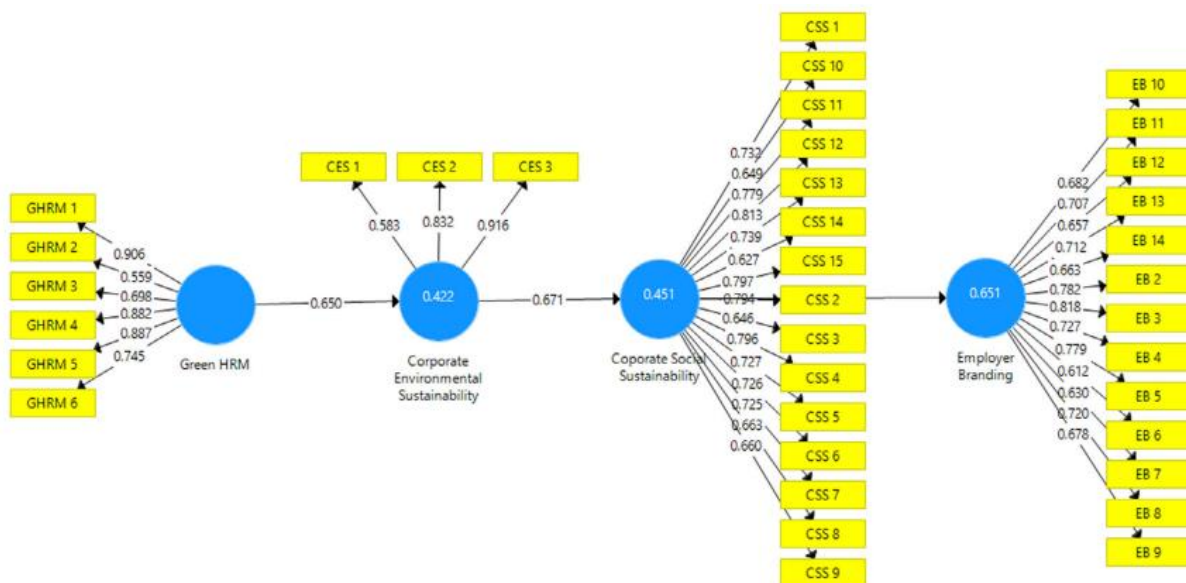 GHRM 1
GHRM 2
GHRM 3
GHRM 4
GHRM 5
GHRM 6
0.906
0.559
0.698
0.882
0.887
0.745
Green HRM
0.650
CES 1
CES 2
CES 3
0.583
0.832
0.916
0.422
Corporate
Environmental
Sustainability
0.671
0.451
Coporate Social
Sustainability
0.732
0.649
0.779
0.813
0.739
0.627
0.797
0.794
0.646
0.796
0.727
0.726
0.725
0.663
0.660
CSS 1
CSS 10
CSS 11
CSS 12
CSS 13
CSS 14
CSS 15
CSS 2
CSS 3
CSS 4
CSS 5
CSS 6
CSS 7
CSS 8
CSS 9
0.651
Employer
Branding
0.682
0.707
0.657
0.712
0.663
0.782
0.818
0.727
0.779
0.612
0.630
0.720
0.678
EB 10
EB 11
EB 12
EB 13
EB 14
EB 2
EB 3
EB 4
EB 5
EB 6
EB 7
EB 8
EB 9